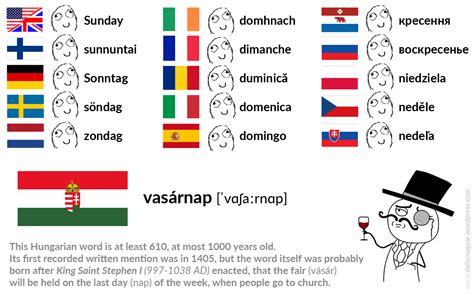 Sunday
sunnuntai
Sonntag
söndag
zondag
domhnach
dimanche
duminică
domenica
domingo
кресення
воскресенье
niedziela
neděle
nedeľa
vasárnap [ˈvɑʃaːrnɑp]
This Hungarian word is at least 610, at most 1000 years old.
Its first recorded written mention was in 1405, but the word itself was probably
born after King Saint Stephen I (997-1038 AD) enacted, that the fair (vásár)
will be held on the last day (nap) of the week, when people go to church.
www.dailymagyar.wordpress.com